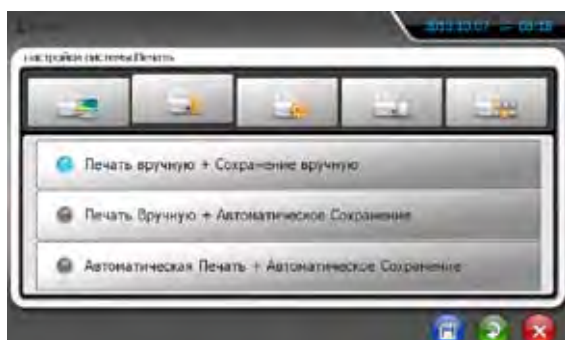 Настройки системы:Печать
Печать вручную + Сохранение вручную
Печать Вручную + Автоматическое Сохранение
Автоматическая Печать + Автоматическое Сохранение